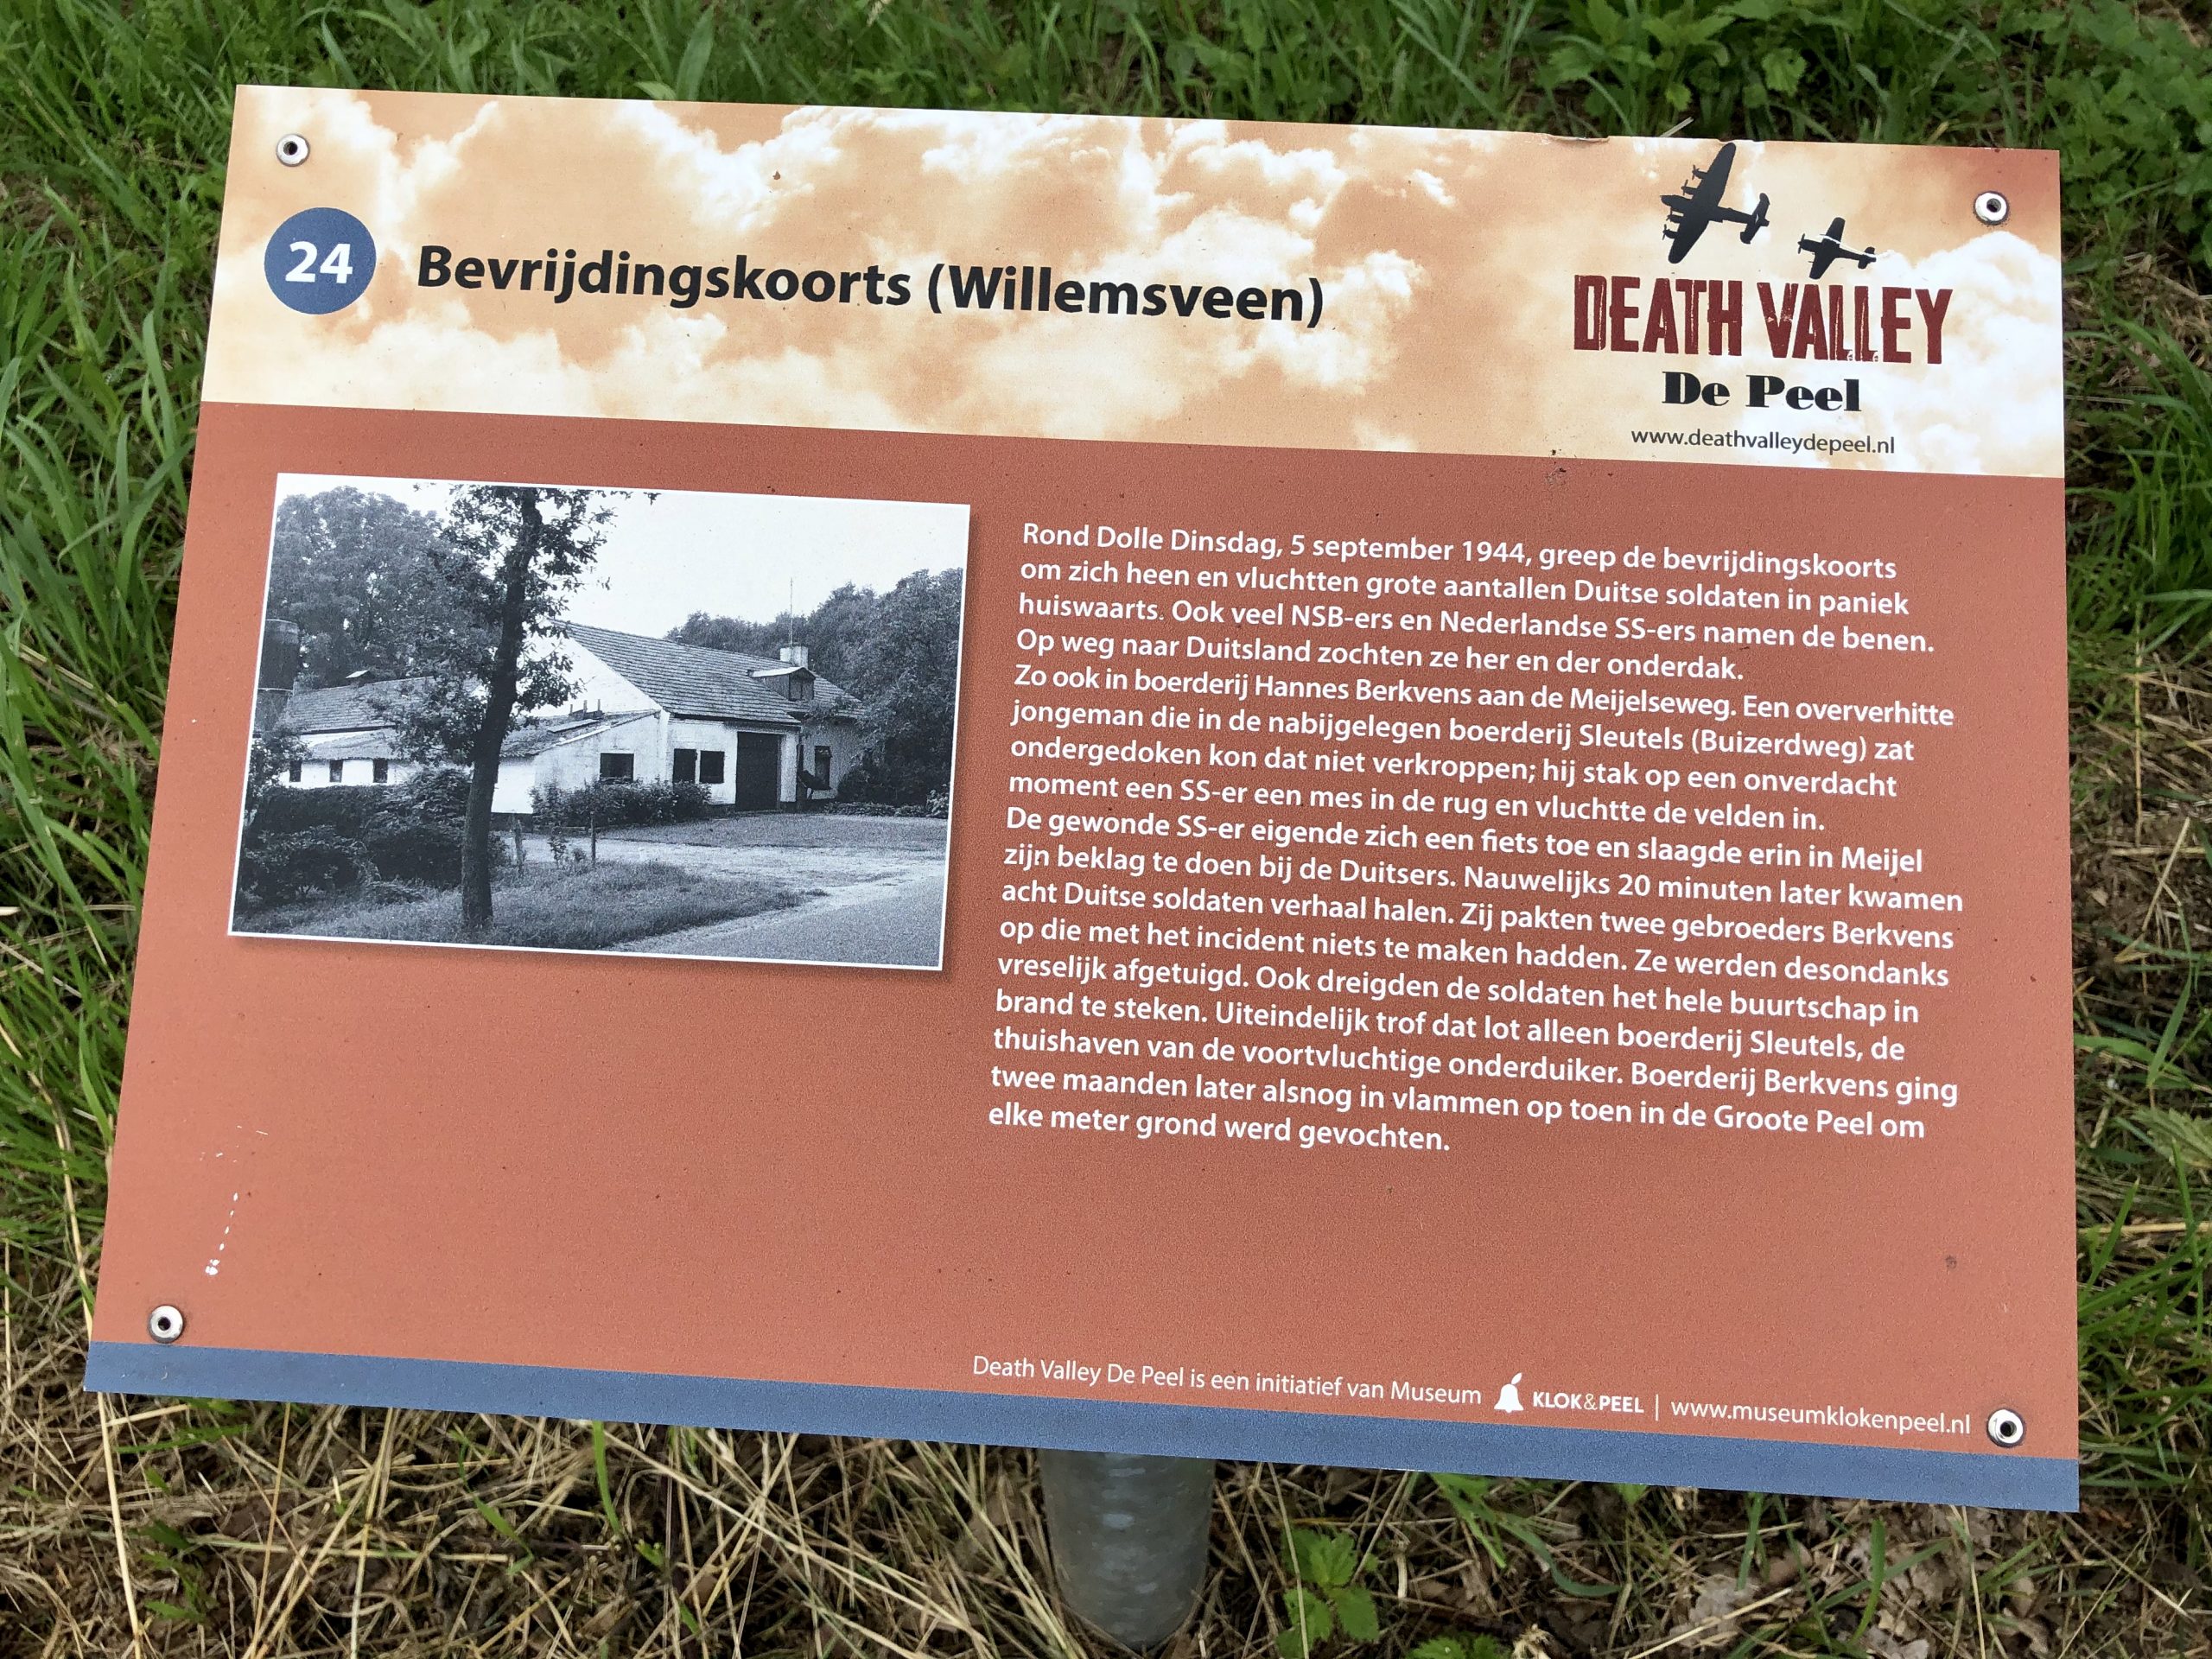 24
Bevrijdingskoorts (Willemsveen)
DEATH VALLEY
De Peel
www.deathvalleydepeel.nl
Rond Dolle Dinsdag, 5 september 1944, greep de bevrijdingskoorts
om zich heen en vluchtten grote aantallen Duitse soldaten in paniek
huiswaarts. Ook veel NSB-ers en Nederlandse SS-ers namen de benen.
Op weg naar Duitsland zochten ze her en der onderdak.
Zo ook in boerderij Hannes Berkvens aan de Meijelseweg. Een oververhitte
jongeman die in de nabijgelegen boerderij Sleutels (Buizerdweg) zat
ondergedoken kon dat niet verkroppen; hij stak op een onverdacht
moment een SS-er een mes in de rug en vluchtte de velden in.
De gewonde SS-er eigende zich een fiets toe en slaagde erin in Meijel
zijn beklag te doen bij de Duitsers. Nauwelijks 20 minuten later kwamen
acht Duitse soldaten verhaal halen. Zij pakten twee gebroeders Berkvens
op die met het incident niets te maken hadden. Ze werden desondanks
vreselijk afgetuigd. Ook dreigden de soldaten het hele buurtschap in
brand te steken. Uiteindelijk trof dat lot alleen boerderij Sleutels, de
thuishaven van de voortvluchtige onderduiker. Boerderij Berkvens ging
twee maanden later alsnog in vlammen op toen in de Groote Peel om
elke meter grond werd gevochten.
Death Valley De Peel is een initiatief van Museum KLOK&PEEL | www.museumklokenpeel.nl